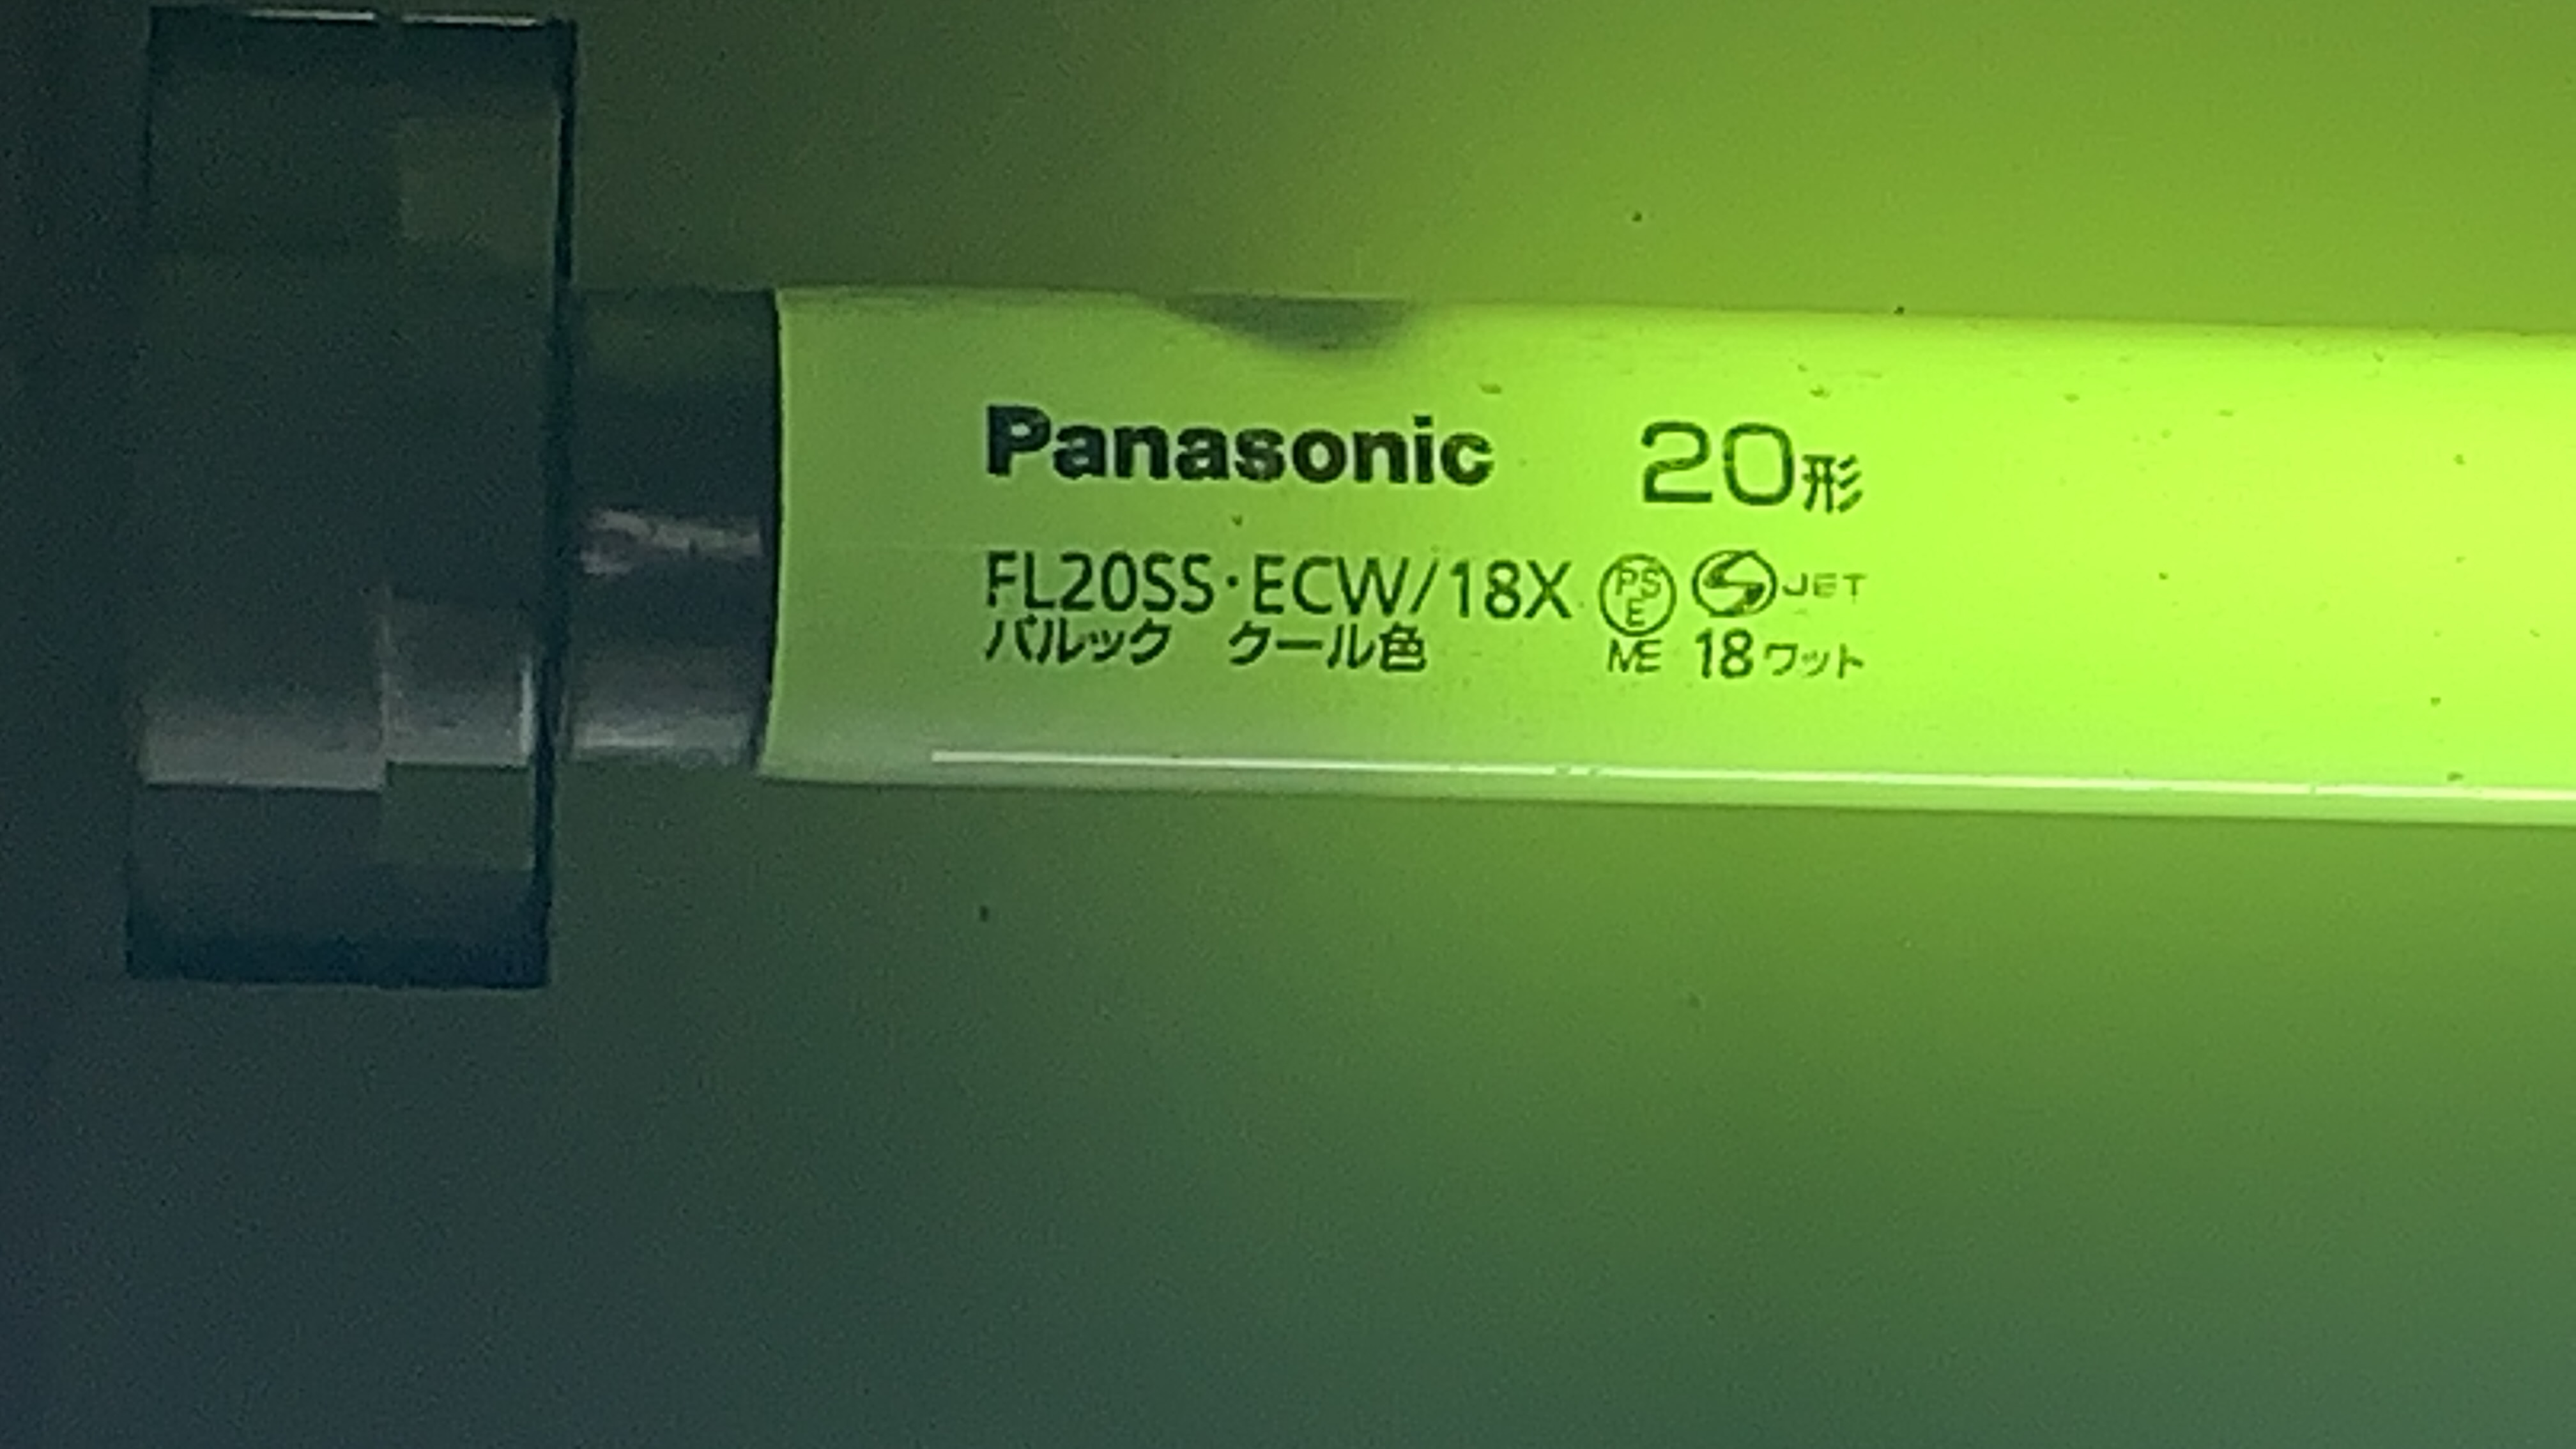 Panasonic 20形
FL20SS・ECW/18X PSE JET
パルック クール色 ME 18ワット